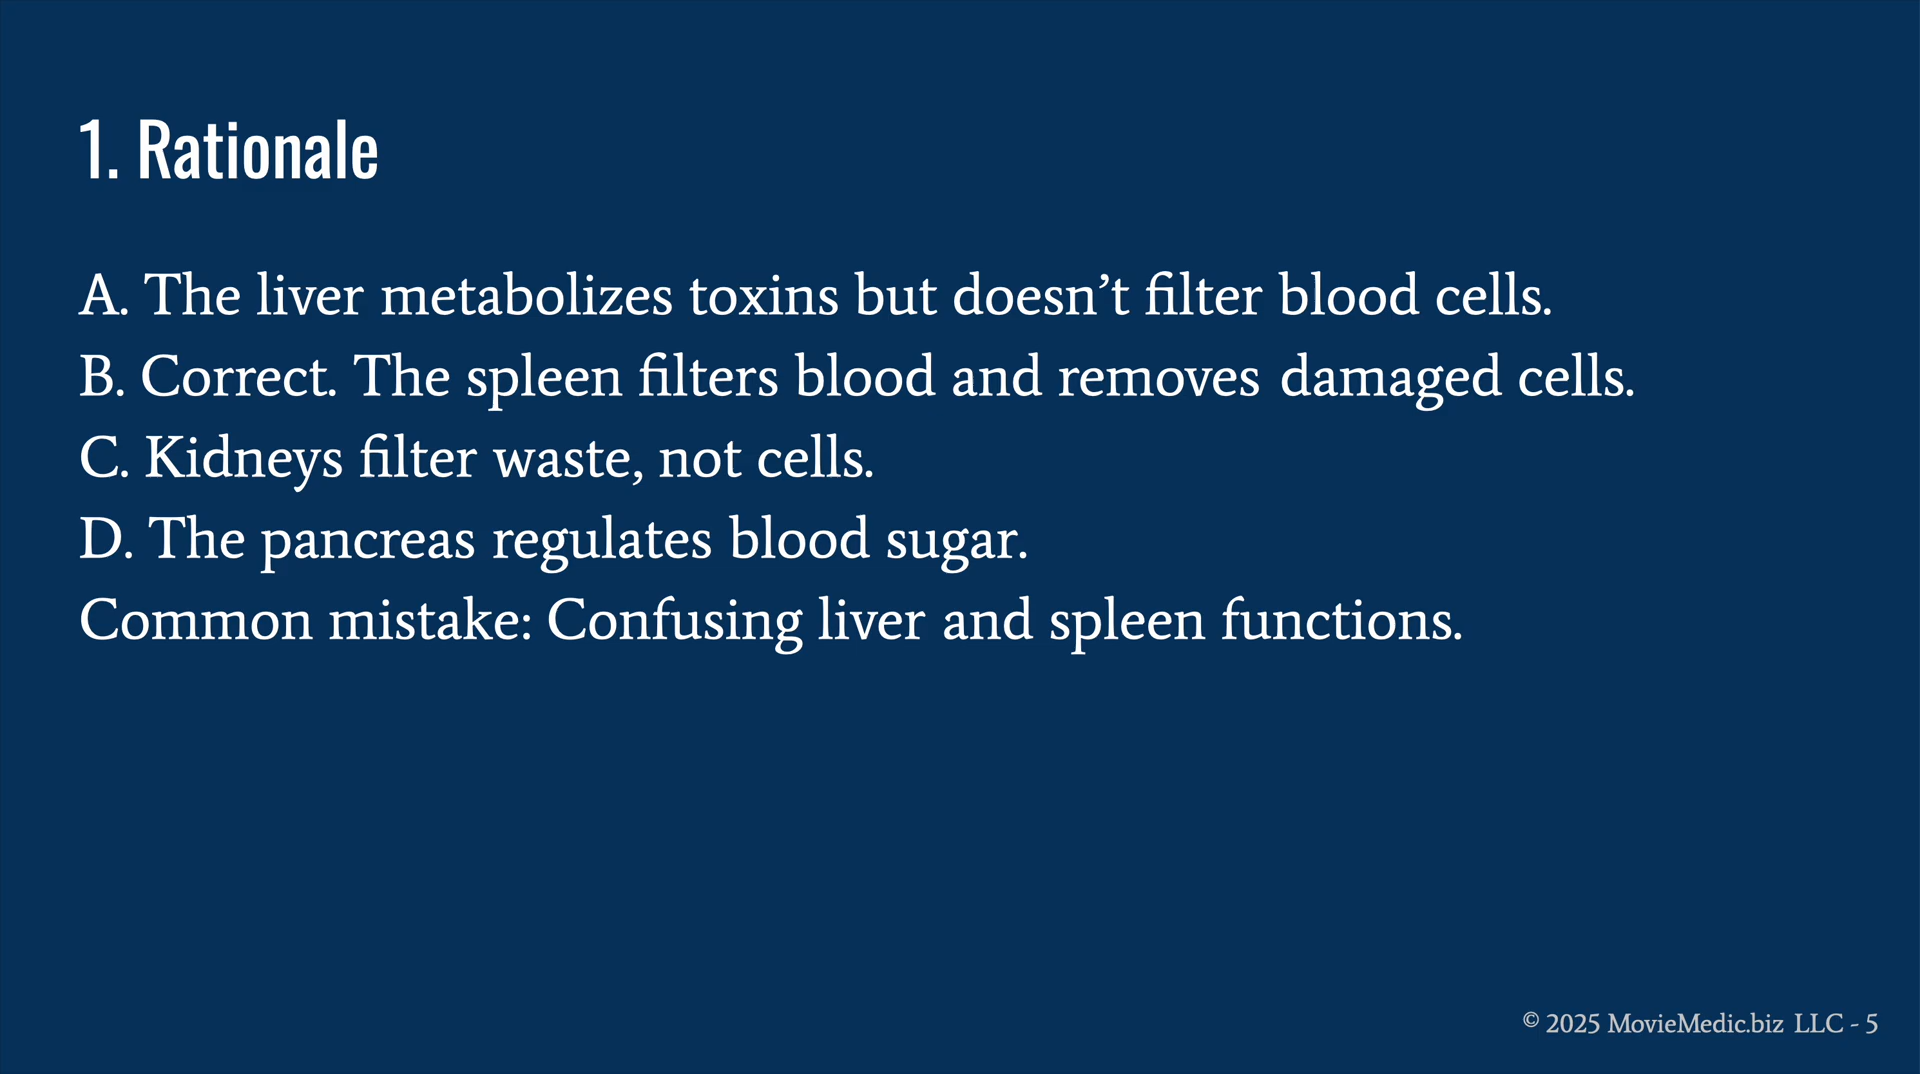 1. Rationale
A. The liver metabolizes toxins but doesn’t filter blood cells.
B. Correct. The spleen filters blood and removes damaged cells.
C. Kidneys filter waste, not cells.
D. The pancreas regulates blood sugar.
Common mistake: Confusing liver and spleen functions.
© 2025 MovieMedic.biz LLC - 5